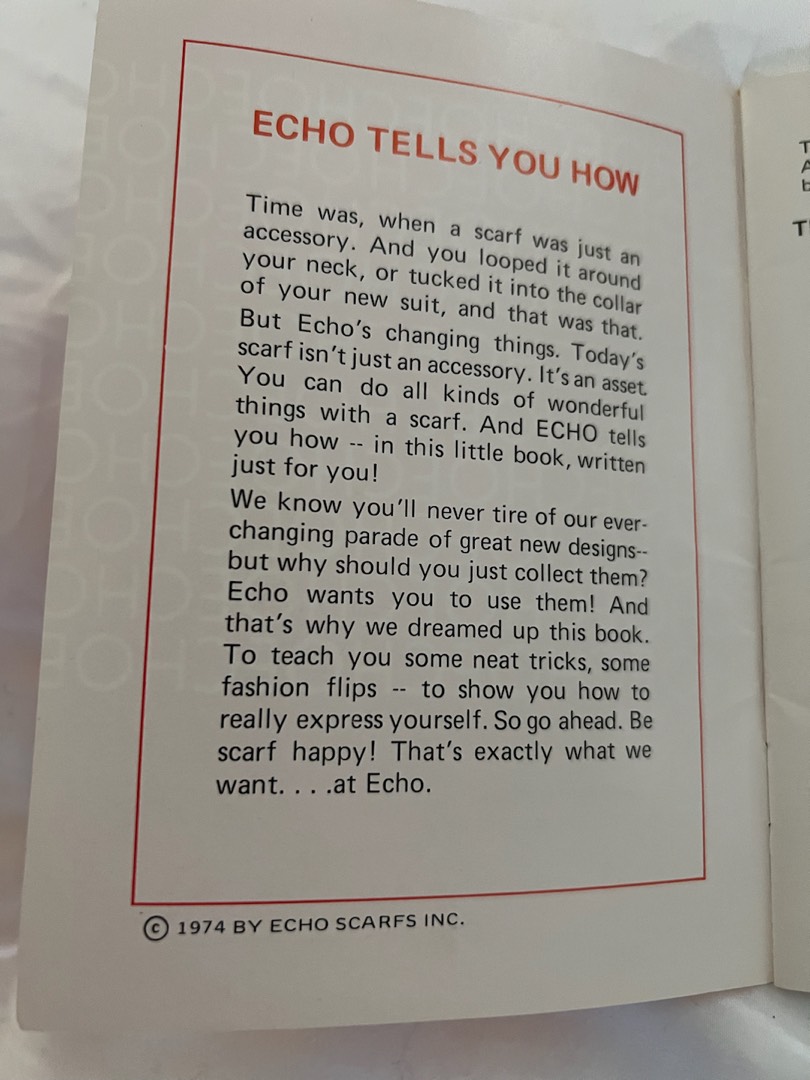 ECHO TELLS YOU HOW
Time was, when a scarf was just an
accessory. And you looped it around
your neck, or tucked it into the collar
of your new suit, and that was that.
But Echo's changing things. Today's
scarf isn't just an accessory. It's an asset.
You can do all kinds of wonderful
things with a scarf. And ECHO tells
you how -- in this little book, written
just for you!
We know you'll never tire of our ever-
changing parade of great new designs--
but why should you just collect them?
Echo wants you to use them! And
that's why we dreamed up this book.
To teach you some neat tricks, some
fashion flips -- to show you how to
really express yourself. So go ahead. Be
scarf happy! That's exactly what we
want. . . .at Echo.
© 1974 BY ECHO SCARFS INC.